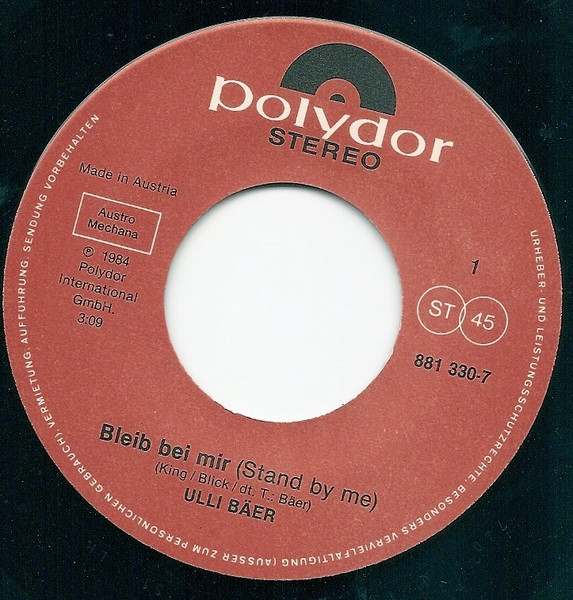 polydor
STEREO
Made in Austria
Austro
Mechana
℗ 1984
Polydor
International
GmbH.
3:09
1
ST 45
881 330-7
Bleib bei mir (Stand by me)
(King / Blick / dt. T.: Bäer)
ULLI BÄER
URHEBER- UND LEISTUNGSSCHUTZRECHTE, BESONDERS VERVIELFÄLTIGUNG (AUSSER ZUM PERSÖNLICHEN GEBRAUCH), VERMIETUNG, AUFFÜHRUNG, SENDUNG VORBEHALTEN